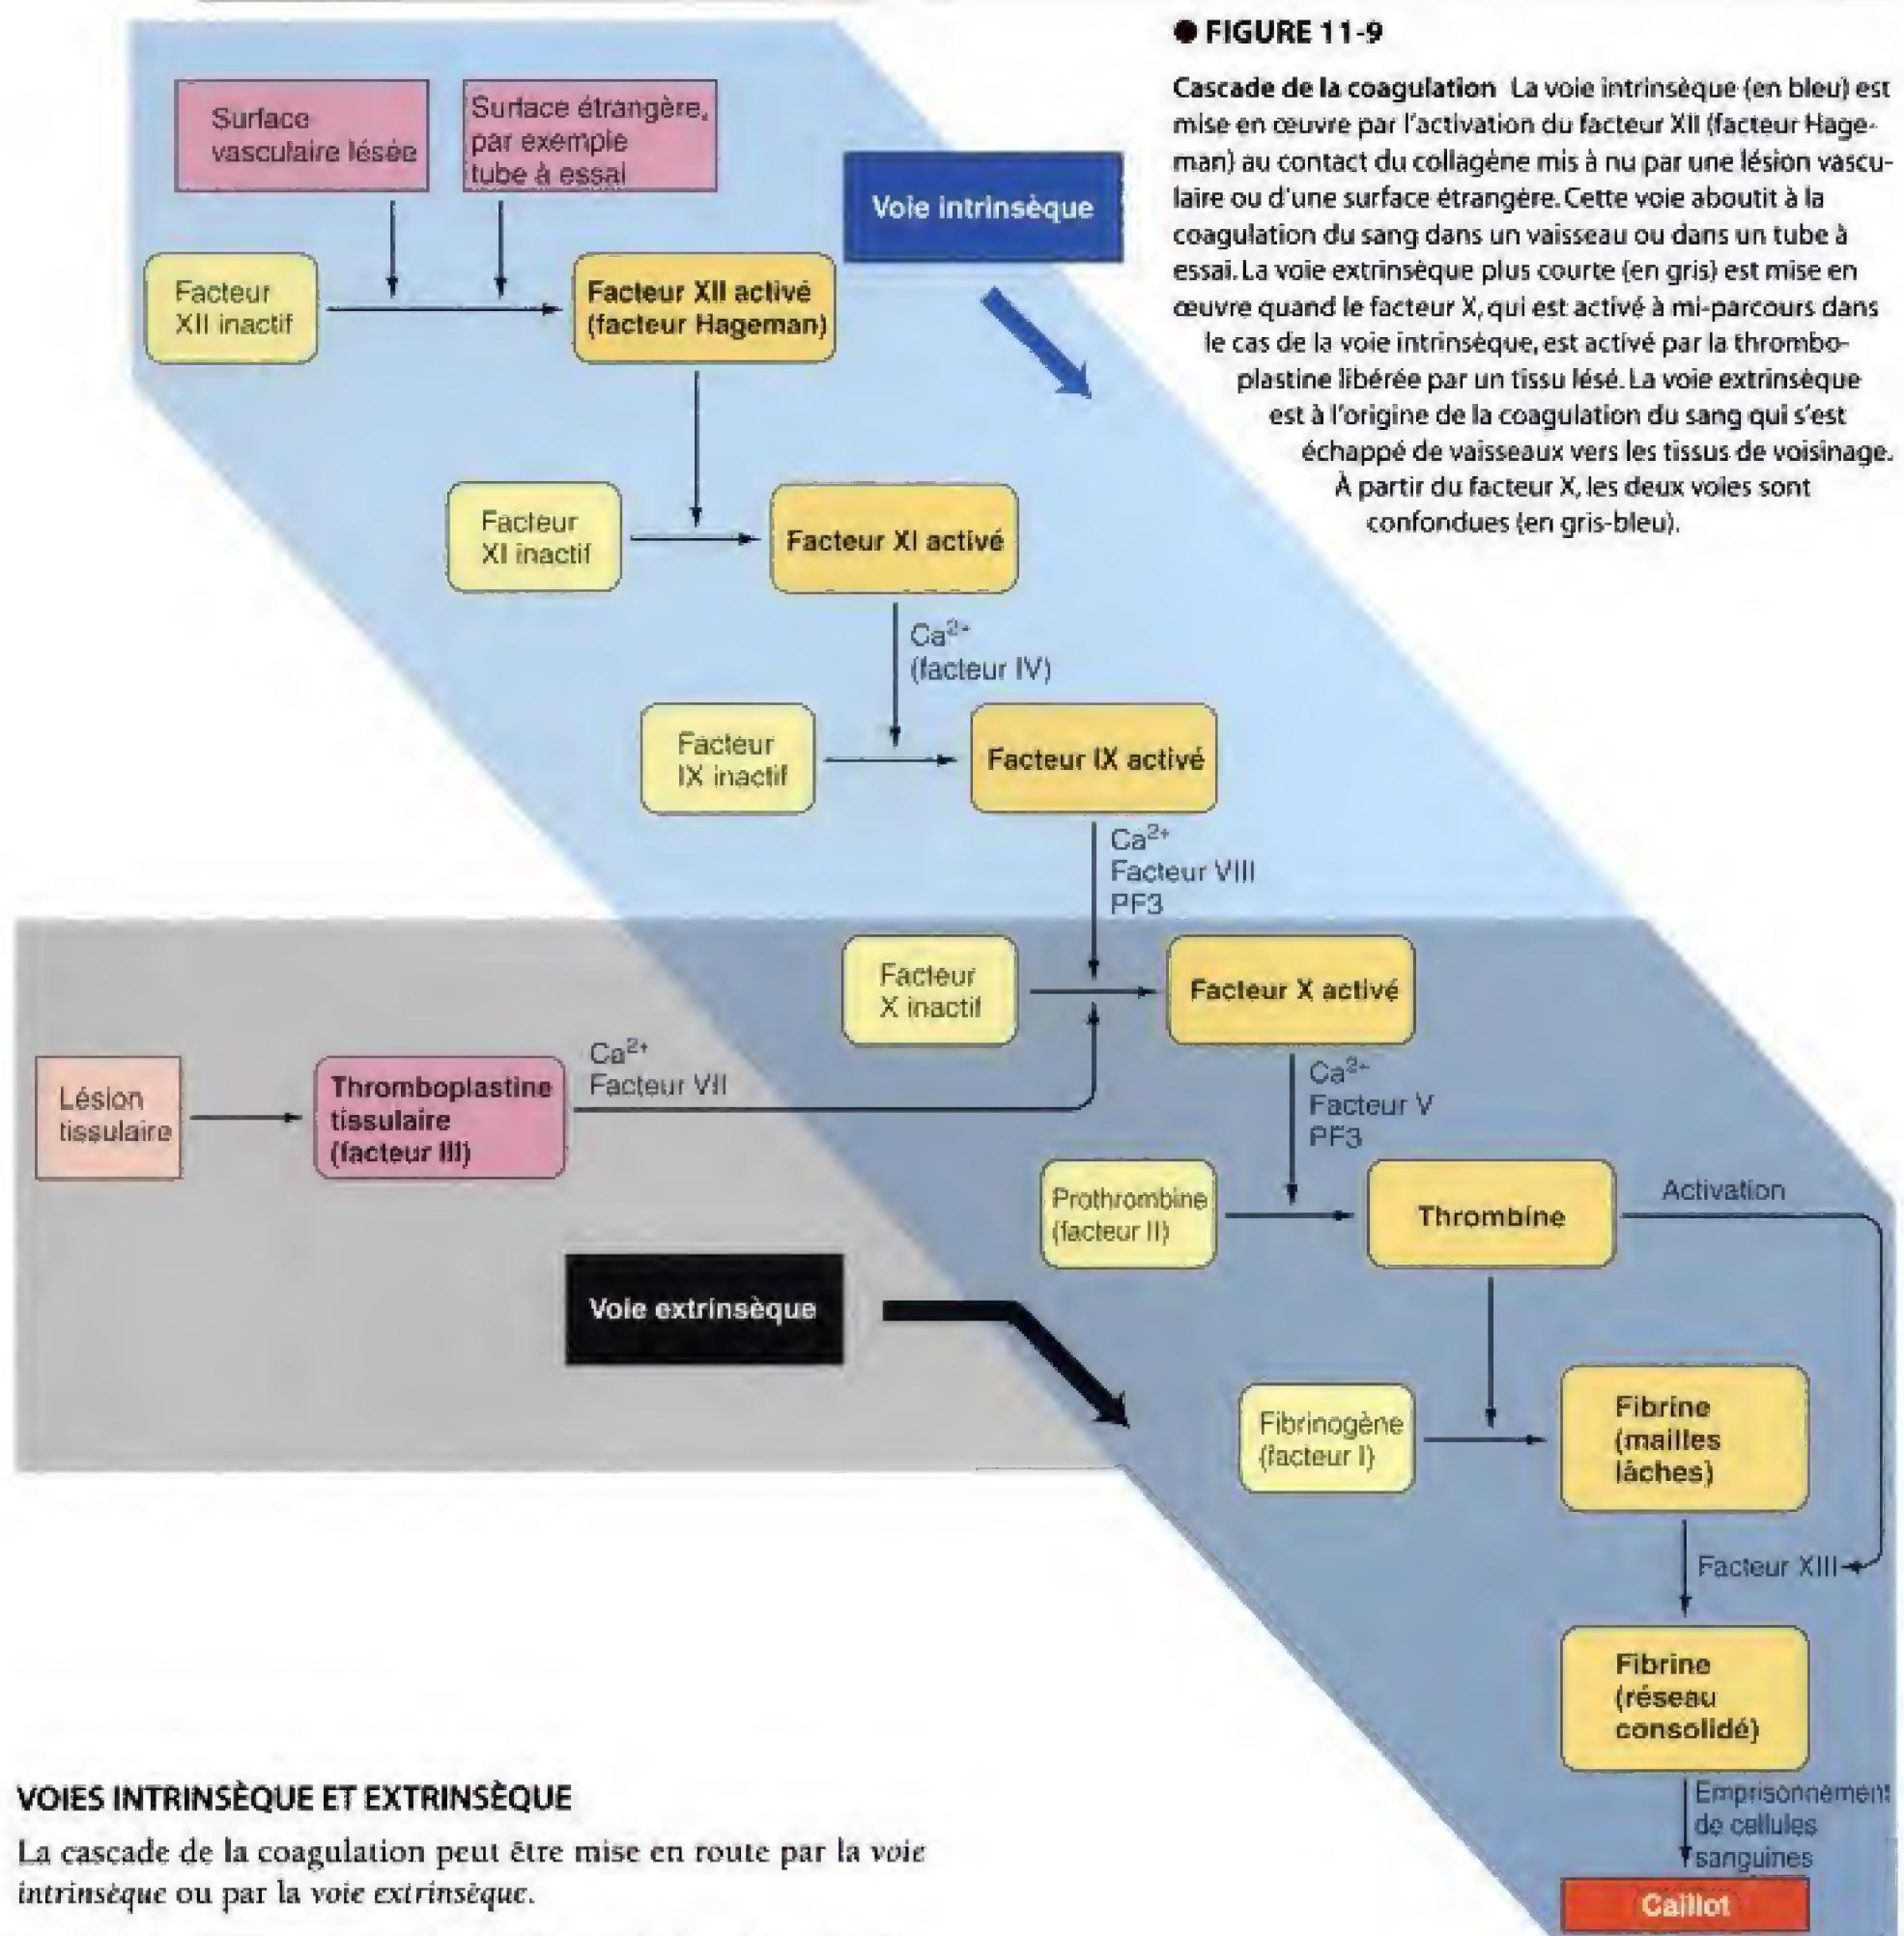 ● FIGURE 11-9
Cascade de la coagulation La voie intrinsèque (en bleu) est
mise en œuvre par l'activation du facteur XII (facteur Hage-
man) au contact du collagène mis à nu par une lésion vascu-
laire ou d'une surface étrangère. Cette voie aboutit à la
coagulation du sang dans un vaisseau ou dans un tube à
essai. La voie extrinsèque plus courte (en gris) est mise en
œuvre quand le facteur X, qui est activé à mi-parcours dans
le cas de la voie intrinsèque, est activé par la thrombo-
plastine libérée par un tissu lésé. La voie extrinsèque
est à l'origine de la coagulation du sang qui s'est
échappé de vaisseaux vers les tissus de voisinage.
À partir du facteur X, les deux voies sont
confondues (en gris-bleu).
Surface
vasculaire lésée
Surface étrangère,
par exemple
tube à essai
Voie intrinsèque
Facteur
XII inactif
Facteur XII activé
(facteur Hageman)
Facteur
XI inactif
Facteur XI activé
Ca²⁺
(facteur IV)
Facteur
IX inactif
Facteur IX activé
Ca²⁺
Facteur VIII
PF3
Facteur
X inactif
Facteur X activé
Lésion
tissulaire
Thromboplastine
tissulaire
(facteur III)
Ca²⁺
Facteur VII
Ca²⁺
Facteur V
PF3
Prothrombine
(facteur II)
Thrombine
Activation
Voie extrinsèque
Fibrinogène
(facteur I)
Fibrine
(mailles
lâches)
Facteur XIII
Fibrine
(réseau
consolidé)
Emprisonnement
de cellules
sanguines
Caillot
VOIES INTRINSÈQUE ET EXTRINSÈQUE
La cascade de la coagulation peut être mise en route par la voie
intrinsèque ou par la voie extrinsèque.